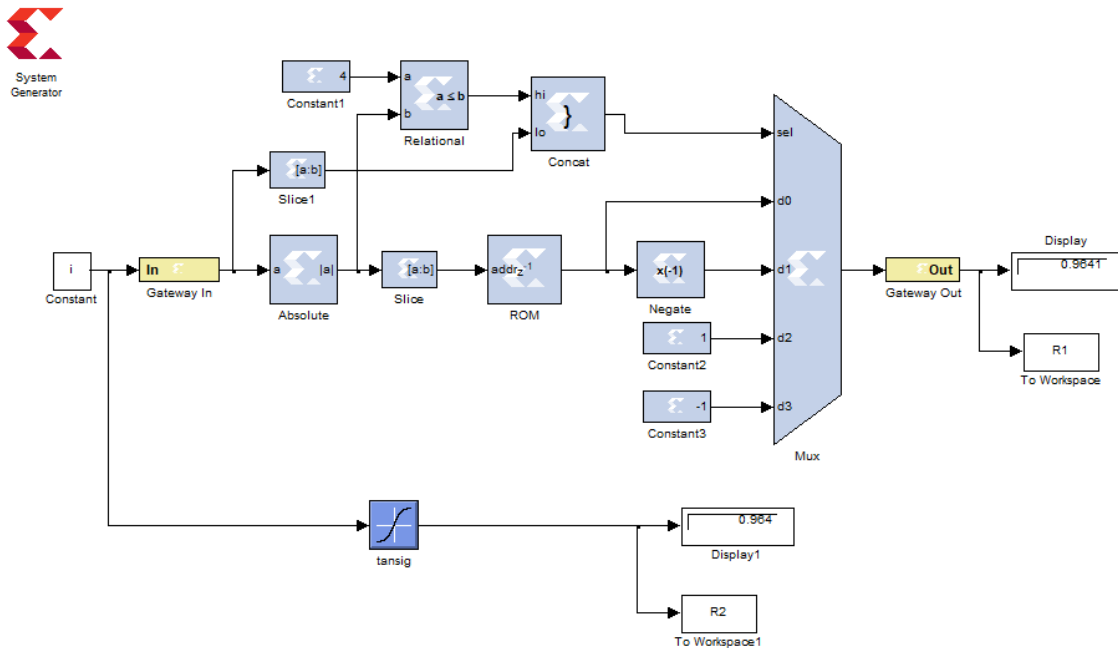 System
Generator
4
Constant1
a
b
a ≤ b
Relational
hi
lo
}
Concat
[a:b]
Slice1
i
Constant
In
Gateway In
a
|a|
Absolute
[a:b]
Slice
addr
z⁻¹
ROM
x(-1)
Negate
1
Constant2
-1
Constant3
sel
d0
d1
d2
d3
Mux
Out
Gateway Out
Display
0.9641
R1
To Workspace
tansig
0.964
Display1
R2
To Workspace1